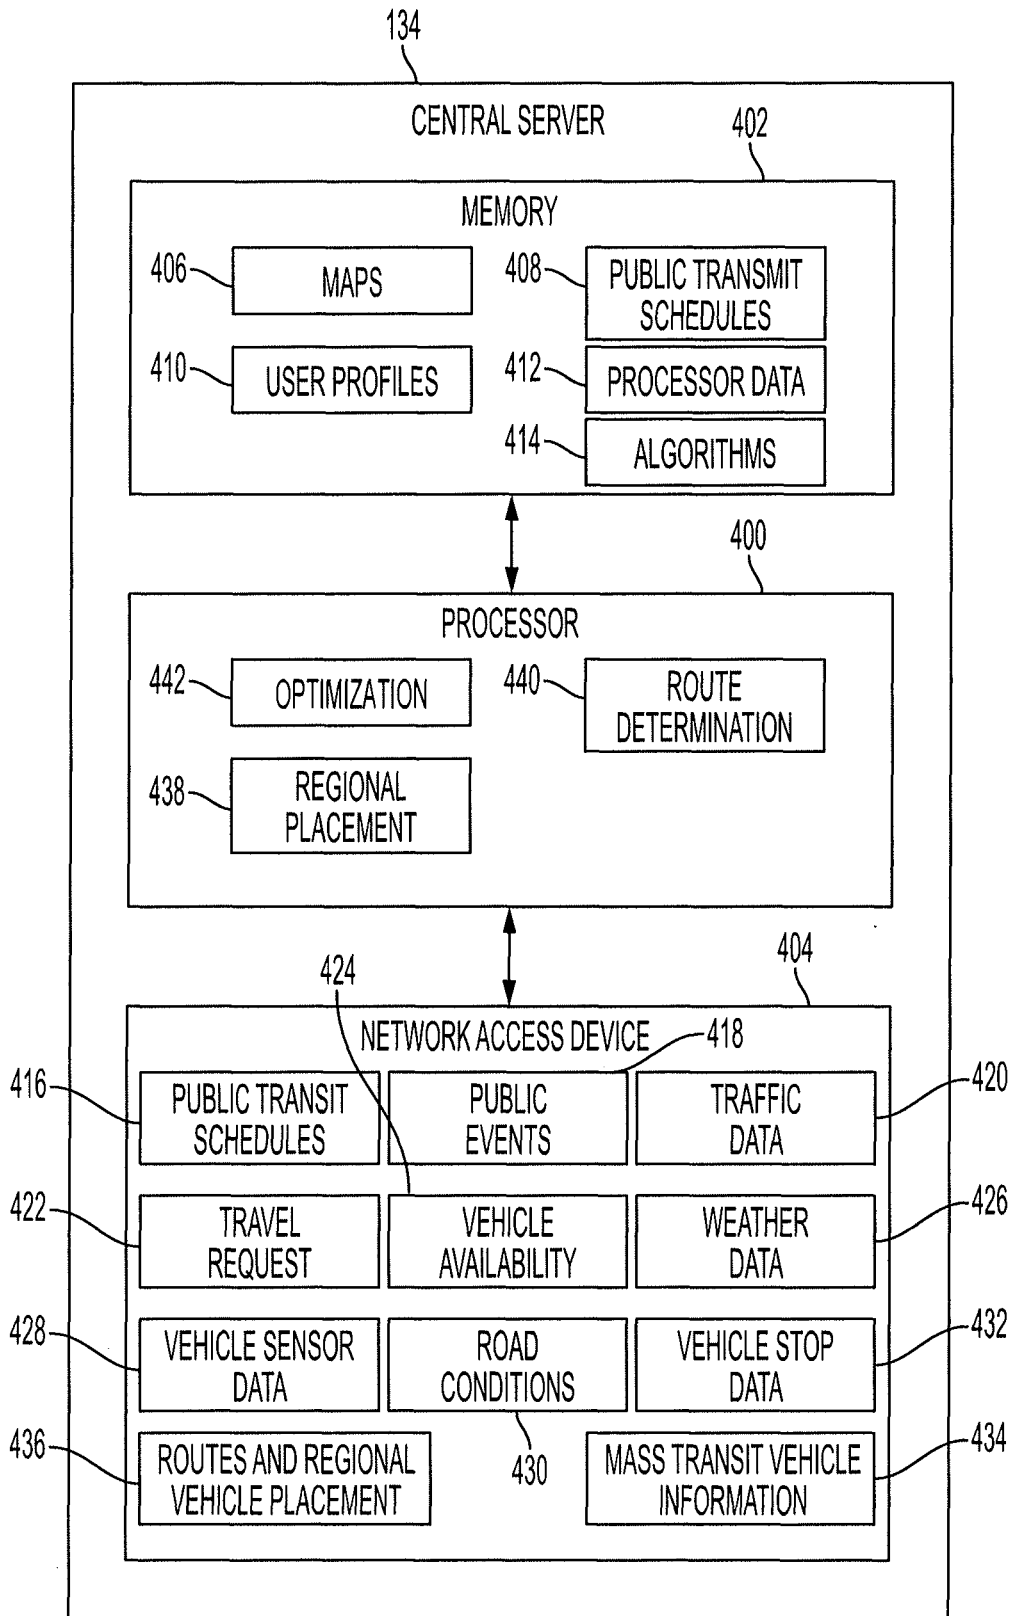 134
CENTRAL SERVER
402
MEMORY
406
MAPS
408
PUBLIC TRANSMIT
SCHEDULES
410
USER PROFILES
412
PROCESSOR DATA
414
ALGORITHMS
400
PROCESSOR
442
OPTIMIZATION
440
ROUTE
DETERMINATION
438
REGIONAL
PLACEMENT
424
404
NETWORK ACCESS DEVICE
418
416
PUBLIC TRANSIT
SCHEDULES
PUBLIC
EVENTS
TRAFFIC
DATA
420
422
TRAVEL
REQUEST
VEHICLE
AVAILABILITY
WEATHER
DATA
426
428
VEHICLE SENSOR
DATA
ROAD
CONDITIONS
VEHICLE STOP
DATA
432
436
ROUTES AND REGIONAL
VEHICLE PLACEMENT
430
MASS TRANSIT VEHICLE
INFORMATION
434